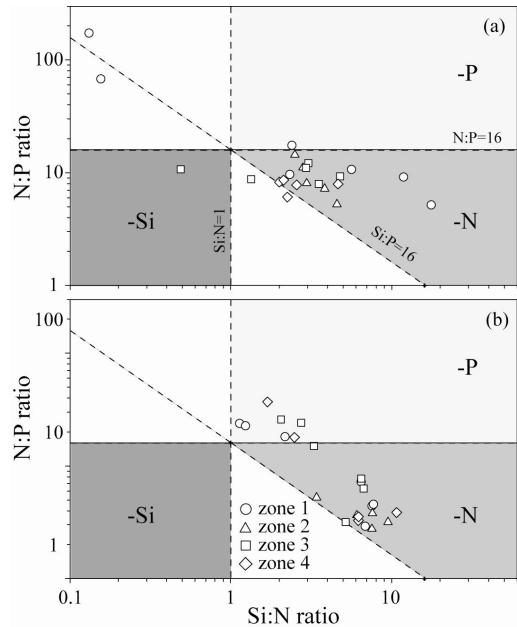 (a)
100
-P
N:P=16
N:P ratio
10
-Si
Si:N=1
Si:P=16
-N
1
(b)
100
-P
N:P ratio
10
-Si
zone 1
zone 2
zone 3
zone 4
-N
1
0.1 1 10
Si:N ratio